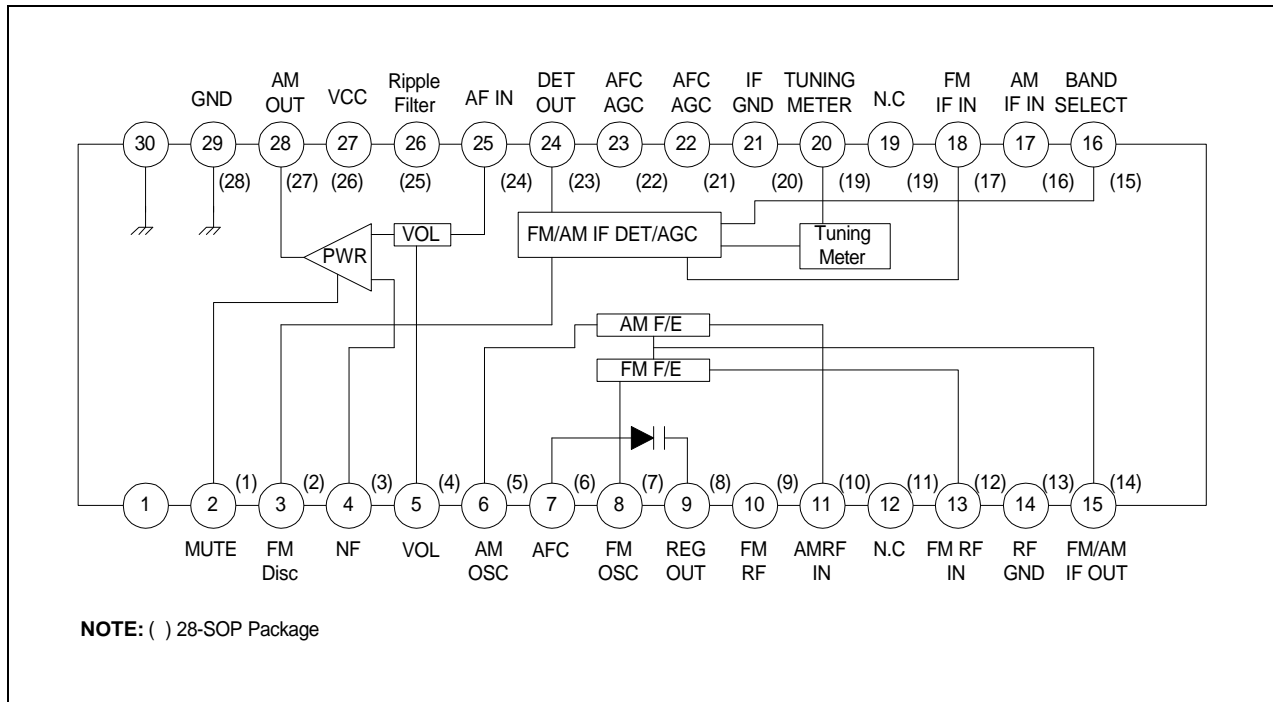 GND
AM
OUT
VCC
Ripple
Filter
AF IN
DET
OUT
AFC
AGC
AFC
AGC
IF
GND
TUNING
METER
N.C
FM
IF IN
AM
IF IN
BAND
SELECT
30 29 28 27 26 25 24 23 22 21 20 19 18 17 16
(28) (27) (26) (25) (24) (23) (22) (21) (20) (19) (19) (17) (16) (15)
VOL
FM/AM IF DET/AGC
Tuning
Meter
PWR
AM F/E
FM F/E
(1) (2) (3) (4) (5) (6) (7) (8) (9) (10) (11) (12) (13) (14)
1 2 3 4 5 6 7 8 9 10 11 12 13 14 15
MUTE
FM
Disc
NF
VOL
AM
OSC
AFC
FM
OSC
REG
OUT
FM
RF
AMRF
IN
N.C
FM RF
IN
RF
GND
FM/AM
IF OUT
NOTE: ( ) 28-SOP Package